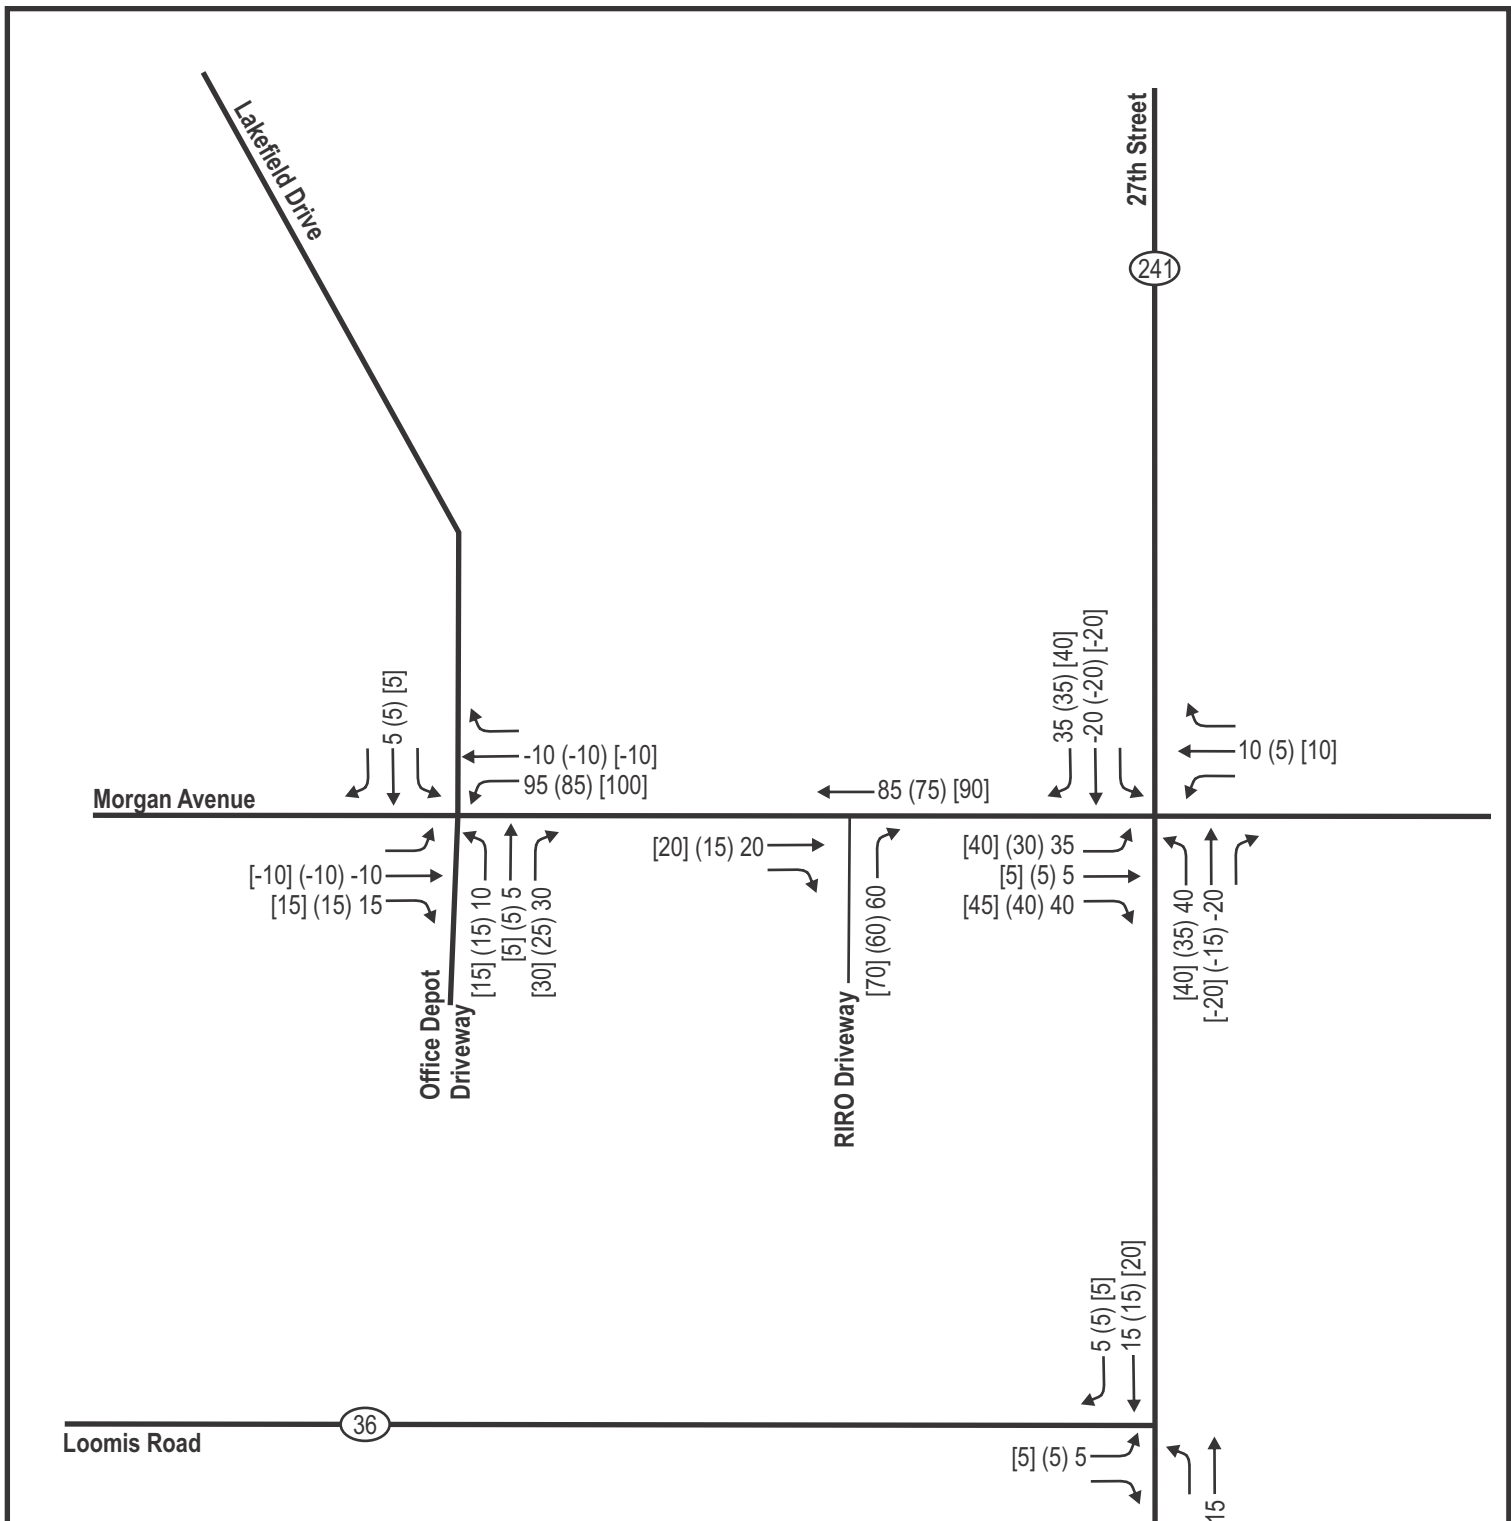 Lakefield Drive
27th Street
241
5 (5) [5]
-10 (-10) [-10]
95 (85) [100]
85 (75) [90]
35 (35) [40]
-20 (-20) [-20]
10 (5) [10]
Morgan Avenue
[-10] (-10) -10
[15] (15) 15
[15] (15) 10
[5] (5) 5
[30] (25) 30
[20] (15) 20
[70] (60) 60
[40] (30) 35
[5] (5) 5
[45] (40) 40
[40] (35) 40
[-20] (-15) -20
Office Depot
Driveway
RIRO Driveway
5 (5) [5]
15 (15) [20]
36
Loomis Road
[5] (5) 5
15